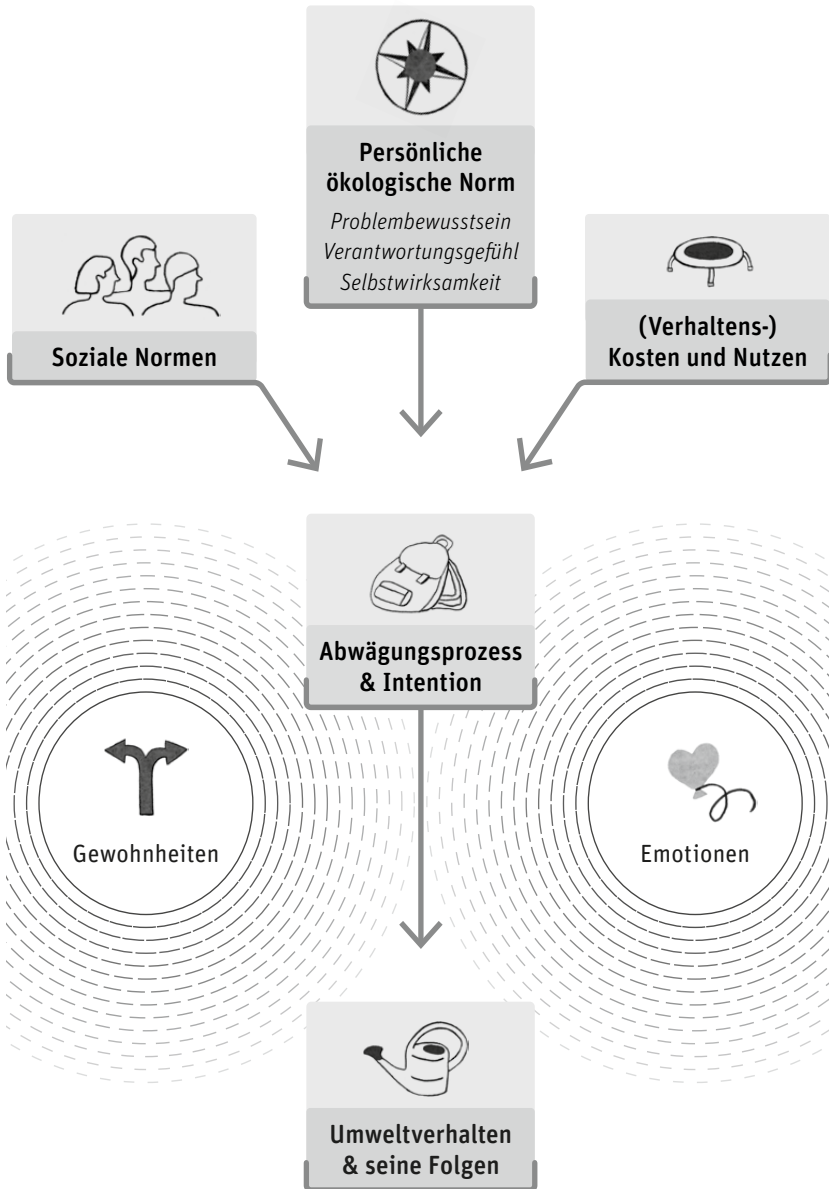 Persönliche
ökologische Norm
Problembewusstsein
Verantwortungsgefühl
Selbstwirksamkeit
Soziale Normen
(Verhaltens-)
Kosten und Nutzen
Abwägungsprozess
& Intention
Gewohnheiten
Emotionen
Umweltverhalten
& seine Folgen